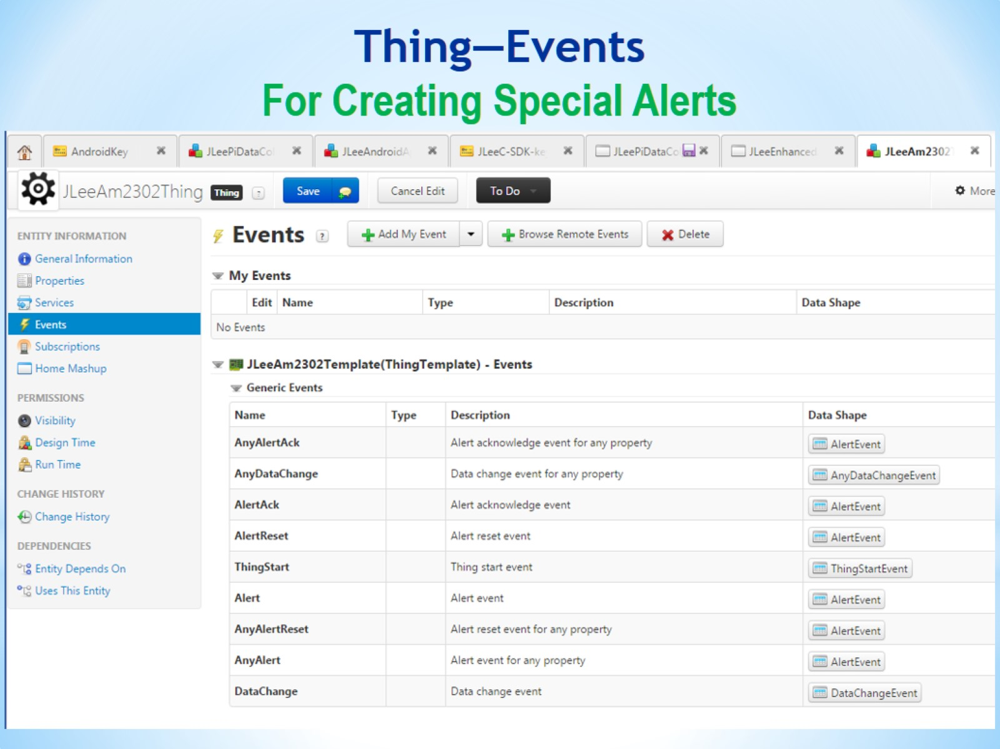 Thing—Events
For Creating Special Alerts
AndroidKey JLeePiDataCol JLeeAndroidA JLeeC-SDK-ke JLeePiDataCo JLeeEnhanced JLeeAm2302
JLeeAm2302Thing Thing ? Save Cancel Edit To Do More
ENTITY INFORMATION
General Information
Properties
Services
Events
Subscriptions
Home Mashup
PERMISSIONS
Visibility
Design Time
Run Time
CHANGE HISTORY
Change History
DEPENDENCIES
Entity Depends On
Uses This Entity
Events ? Add My Event Browse Remote Events Delete
My Events
Edit Name Type Description Data Shape
No Events
JLeeAm2302Template(ThingTemplate) - Events
Generic Events
Name Type Description Data Shape
AnyAlertAck Alert acknowledge event for any property AlertEvent
AnyDataChange Data change event for any property AnyDataChangeEvent
AlertAck Alert acknowledge event AlertEvent
AlertReset Alert reset event AlertEvent
ThingStart Thing start event ThingStartEvent
Alert Alert event AlertEvent
AnyAlertReset Alert reset event for any property AlertEvent
AnyAlert Alert event for any property AlertEvent
DataChange Data change event DataChangeEvent